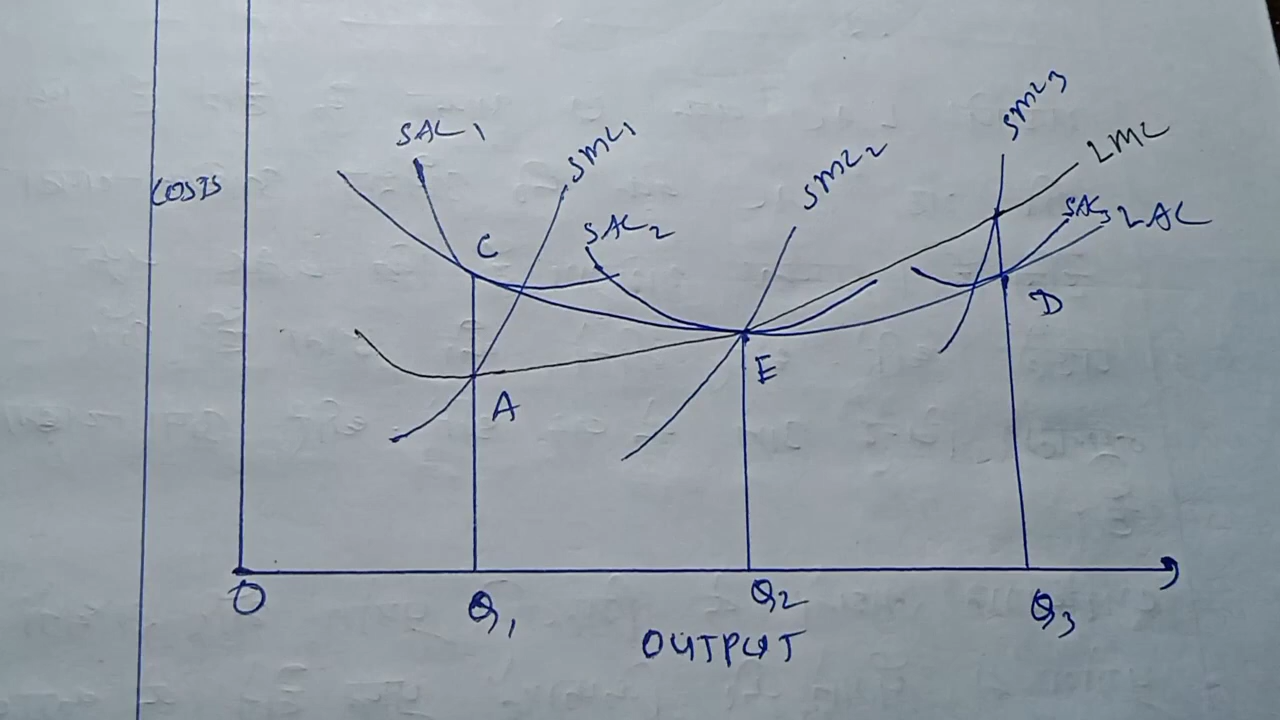 SMC3
SAC1
SMC1
LMC
SMC2
COSTS
SAC3
LAC
SAC2
C
D
E
A
O
Q1
Q2
Q3
OUTPUT